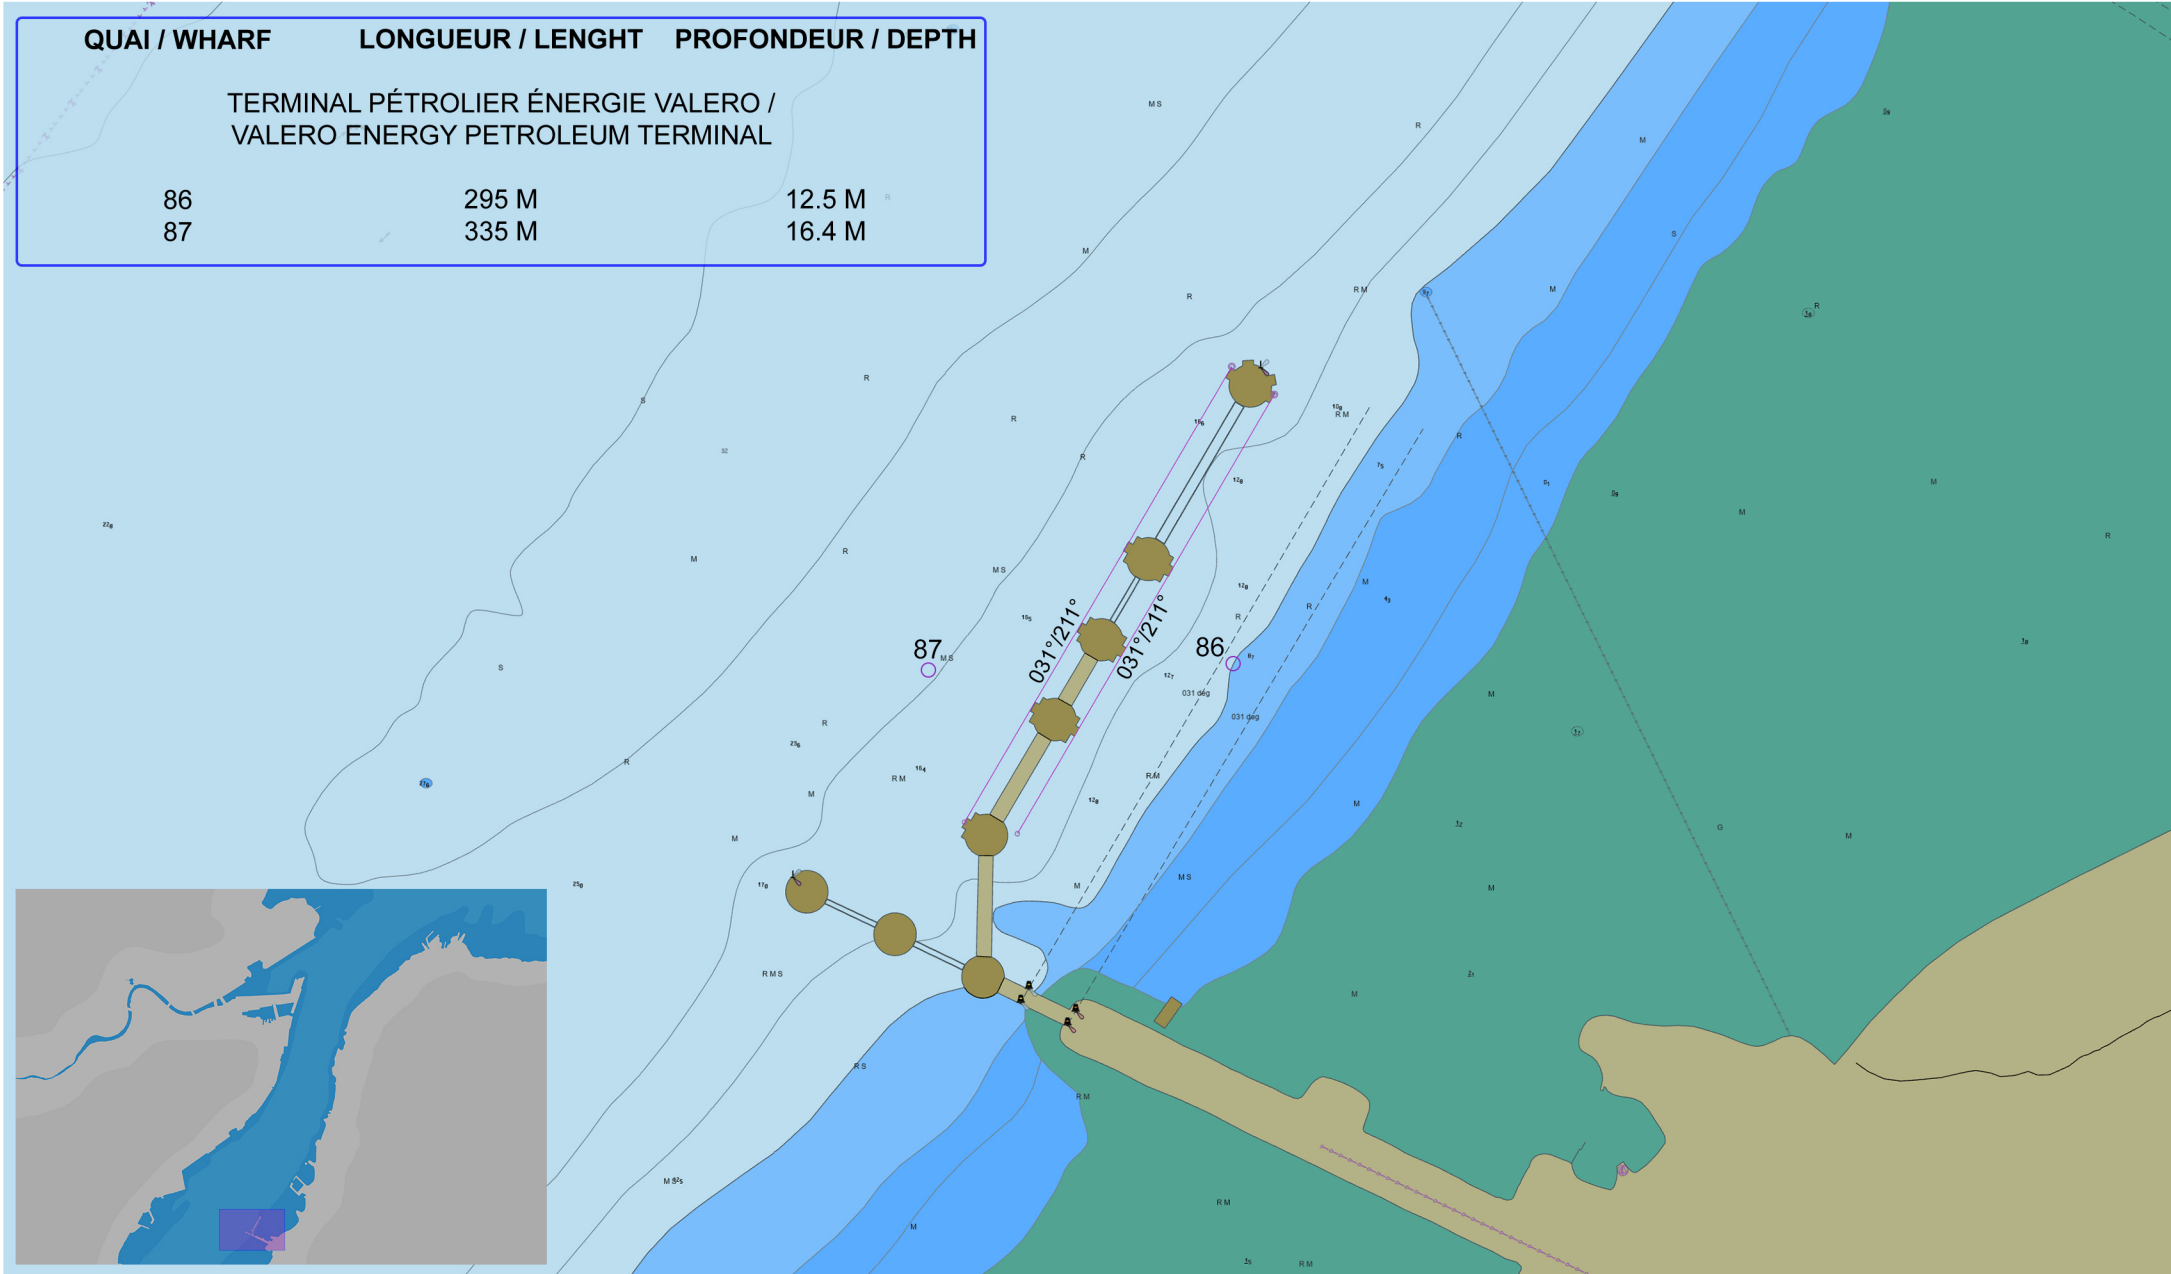 QUAI / WHARF LONGUEUR / LENGHT PROFONDEUR / DEPTH
TERMINAL PÉTROLIER ÉNERGIE VALERO /
VALERO ENERGY PETROLEUM TERMINAL
86 295 M 12.5 M
87 335 M 16.4 M
M S
R
M
R
S
M
R
R M
M
R
R
S
R
R
R M
R
32
M
M
R
R
M S
M
031°/211°
031°/211°
R
R
87
M S
86
S
031 deg
031 deg
M
R
R
R M
R M
M
M
G
M
M
M
M S
M
R M S
M
R S
R M
R M
M
R M